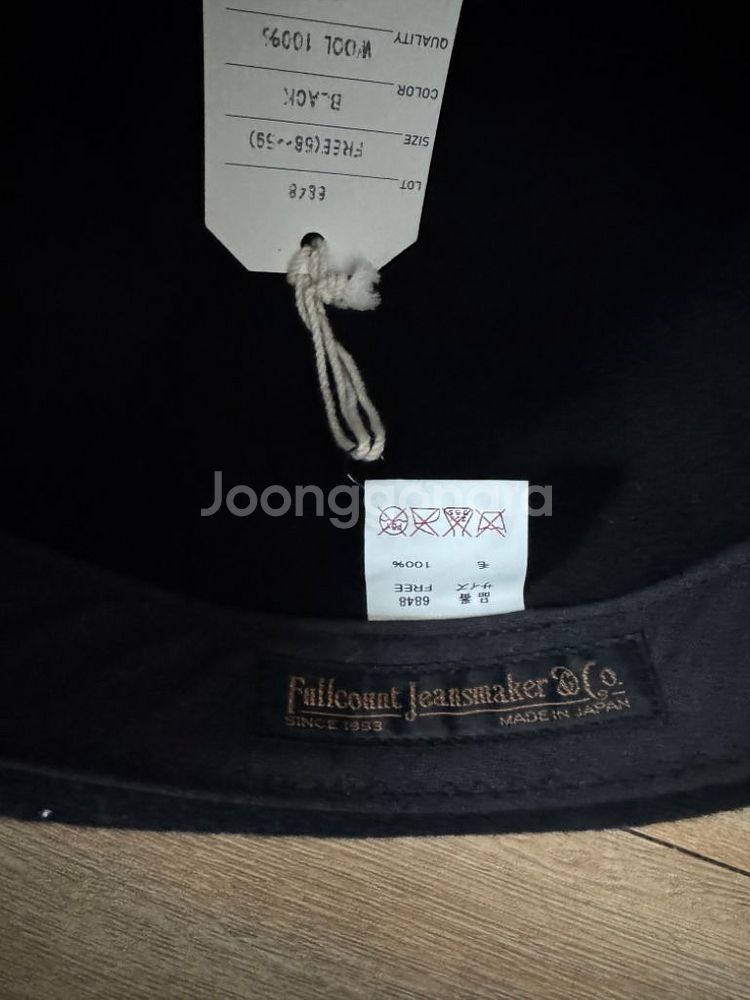 LOT 6648
SIZE FREE(58~59)
COLOR BLACK
QUALITY WOOL 100%
Joonggonara
品番 6848
サイズ FREE
毛 100%
Fullcount Jeansmaker & Co.
SINCE 1993 MADE IN JAPAN